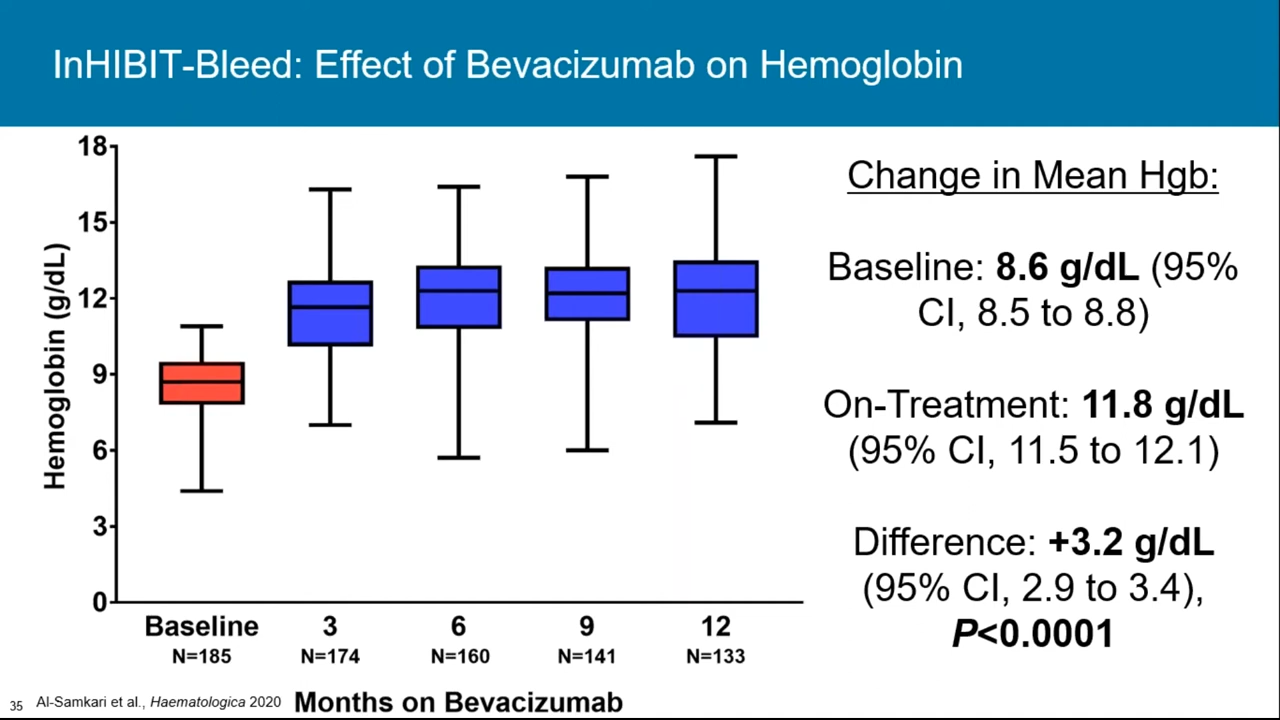 InHIBIT-Bleed: Effect of Bevacizumab on Hemoglobin
18
15
12
9
6
3
0
Hemoglobin (g/dL)
Baseline 3 6 9 12
N=185 N=174 N=160 N=141 N=133
Months on Bevacizumab
Change in Mean Hgb:
Baseline: 8.6 g/dL (95%
CI, 8.5 to 8.8)
On-Treatment: 11.8 g/dL
(95% CI, 11.5 to 12.1)
Difference: +3.2 g/dL
(95% CI, 2.9 to 3.4),
P<0.0001
35 Al-Samkari et al., Haematologica 2020